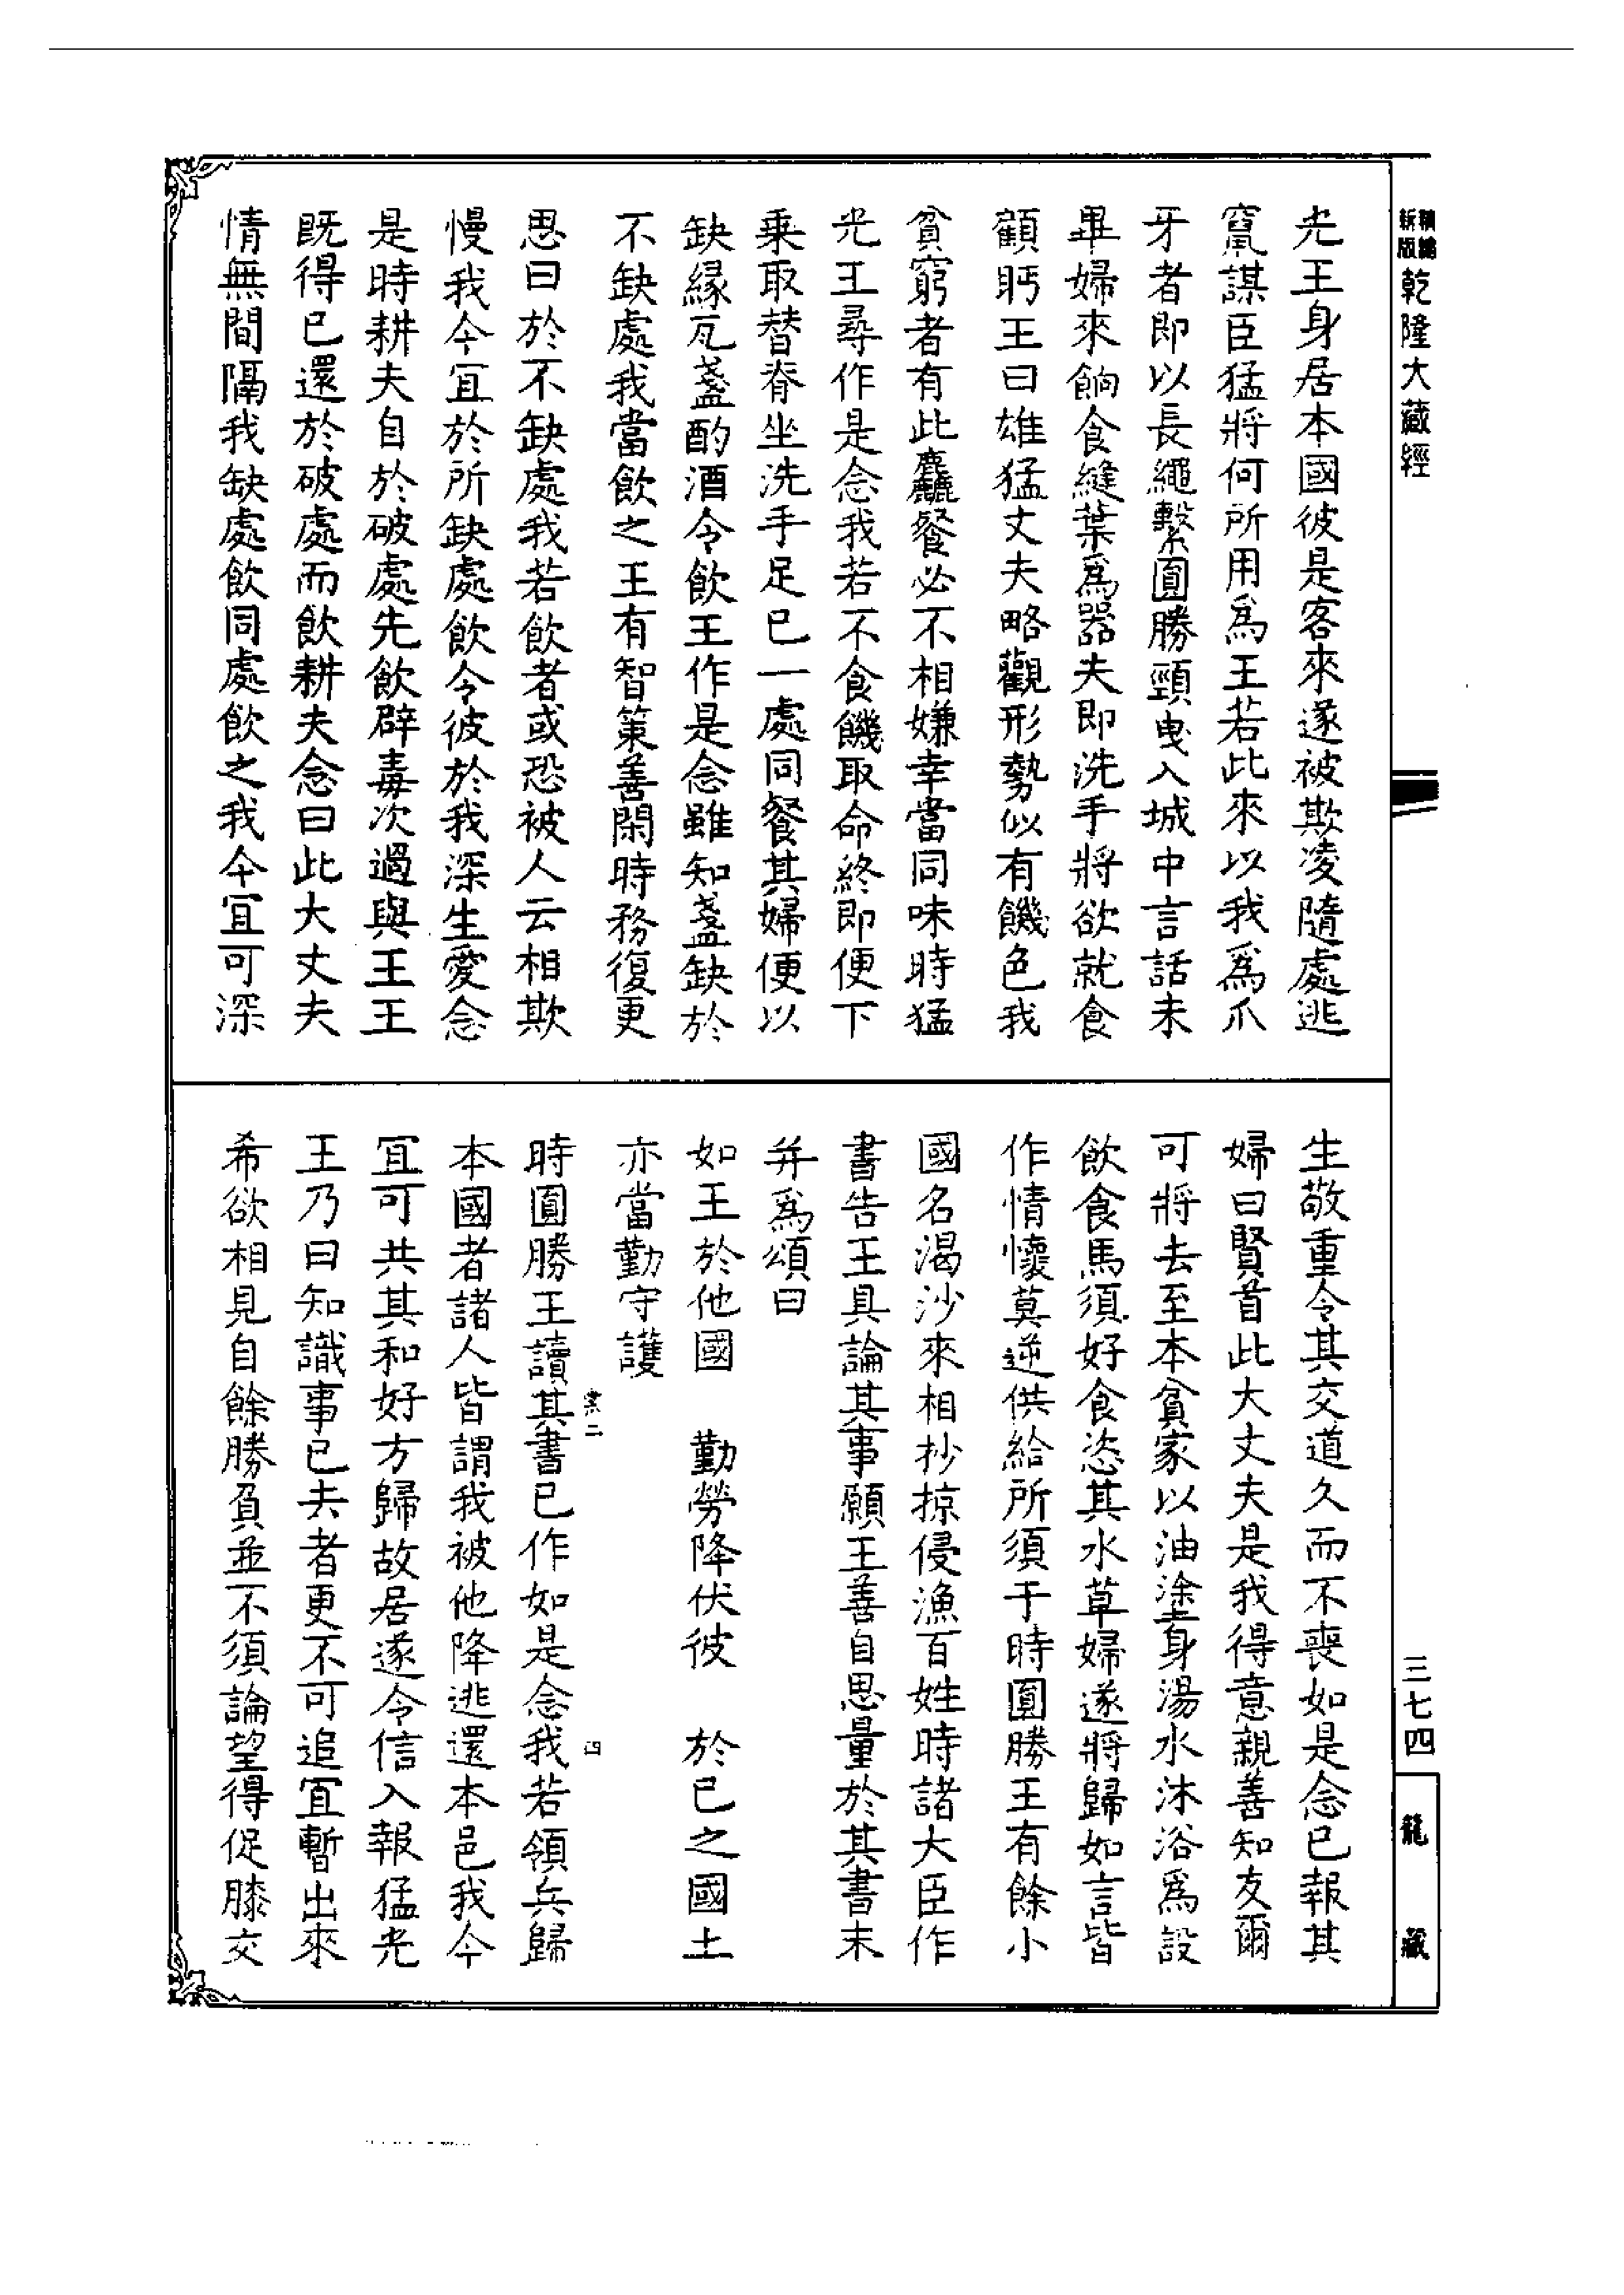 精編新版
乾隆大藏經
光王身居本國彼是客來遂被欺凌隨處逃
竄謀臣猛將何所用為王若此來以我為爪
牙者即以長繩繫圓勝頸曳入城中言話未
畢婦來餉食縫葉為器夫即洗手將欲就食
顧眄王曰雄猛丈夫略觀形勢似有饑色我
貧窮者有此麤餐必不相嫌幸當同味時猛
光王尋作是念我若不食饑取命終即便下
乘取替脊坐洗手足已一處同餐其婦便以
缺緣瓦盞酌酒令飲王作是念雖知盞缺於
不缺處我當飲之王有智策善閑時務復更
思曰於不缺處我若飲者或恐被人云相欺
慢我今宜於所缺處飲令彼於我深生愛念
是時耕夫自於破處先飲辟毒次過與王王
既得已還於破處而飲耕夫念曰此大丈夫
情無間隔我缺處飲同處飲之我今宜可深
生敬重令其交道久而不喪如是念已報其
婦曰賢首此大丈夫是我得意親善知友爾
可將去至本貧家以油塗身湯水沐浴為設
飲食馬須好食恣其水草婦遂將歸如言皆
作情懷莫逆供給所須于時圓勝王有餘小
國名渴沙來相抄掠侵漁百姓時諸大臣作
書告王具論其事願王善自思量於其書末
并為頌曰
如王於他國　勤勞降伏彼　於已之國土
亦當勤守護
時圓勝王讀其書已作如是念我若領兵歸
本國者諸人皆謂我被他降逃還本邑我今
宜可共其和好方歸故居遂令信入報猛光
王乃曰知識事已去者更不可追宜暫出來
希欲相見自餘勝負並不須論望得促膝交
三七四
龍藏